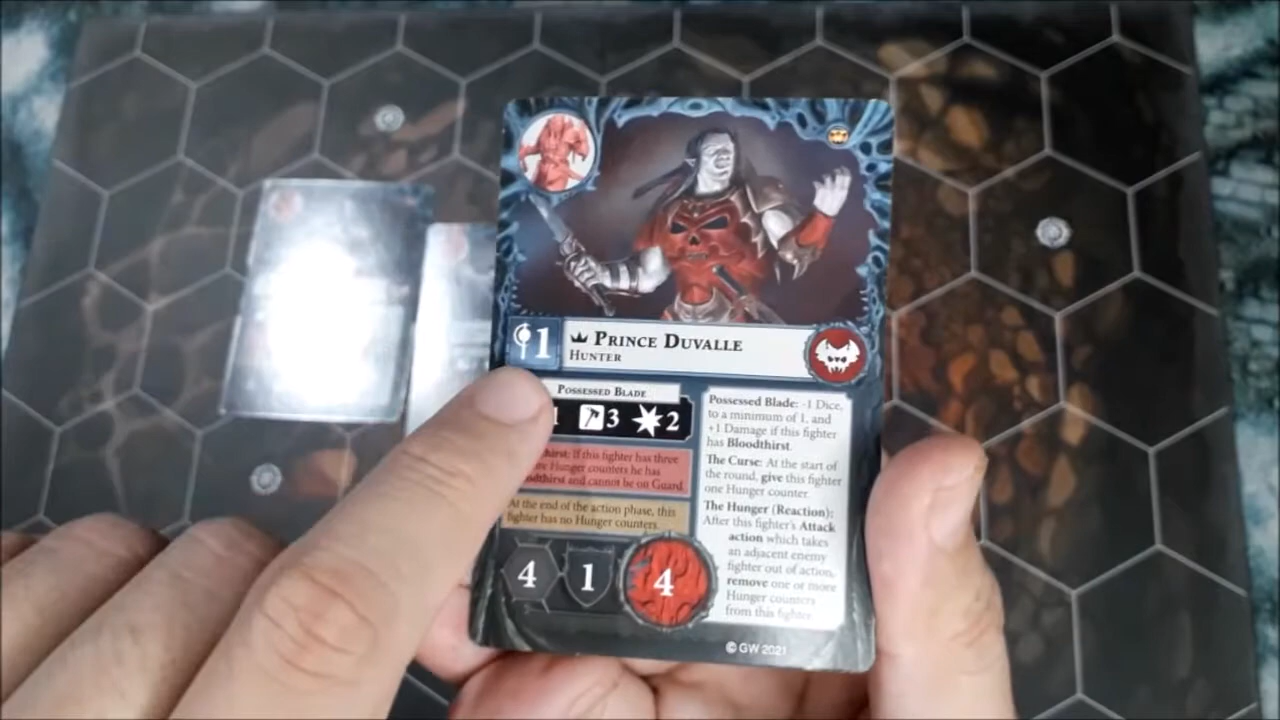 1
PRINCE DUVALLE
HUNTER
POSSESSED BLADE
1 3 2
If this fighter has three
Hunger counters he has
and cannot be on Guard.
At the end of the action phase, this
fighter has no Hunger counters.
4 1 4
Possessed Blade: -1 Dice,
to a minimum of 1, and
+1 Damage if this fighter
has Bloodthirst.
The Curse: At the start of
the round, give this fighter
one Hunger counter.
The Hunger (Reaction):
After this fighter's Attack
action which takes
an adjacent enemy
fighter out of action,
remove one or more
Hunger counters
from this fighter.
© GW 2021